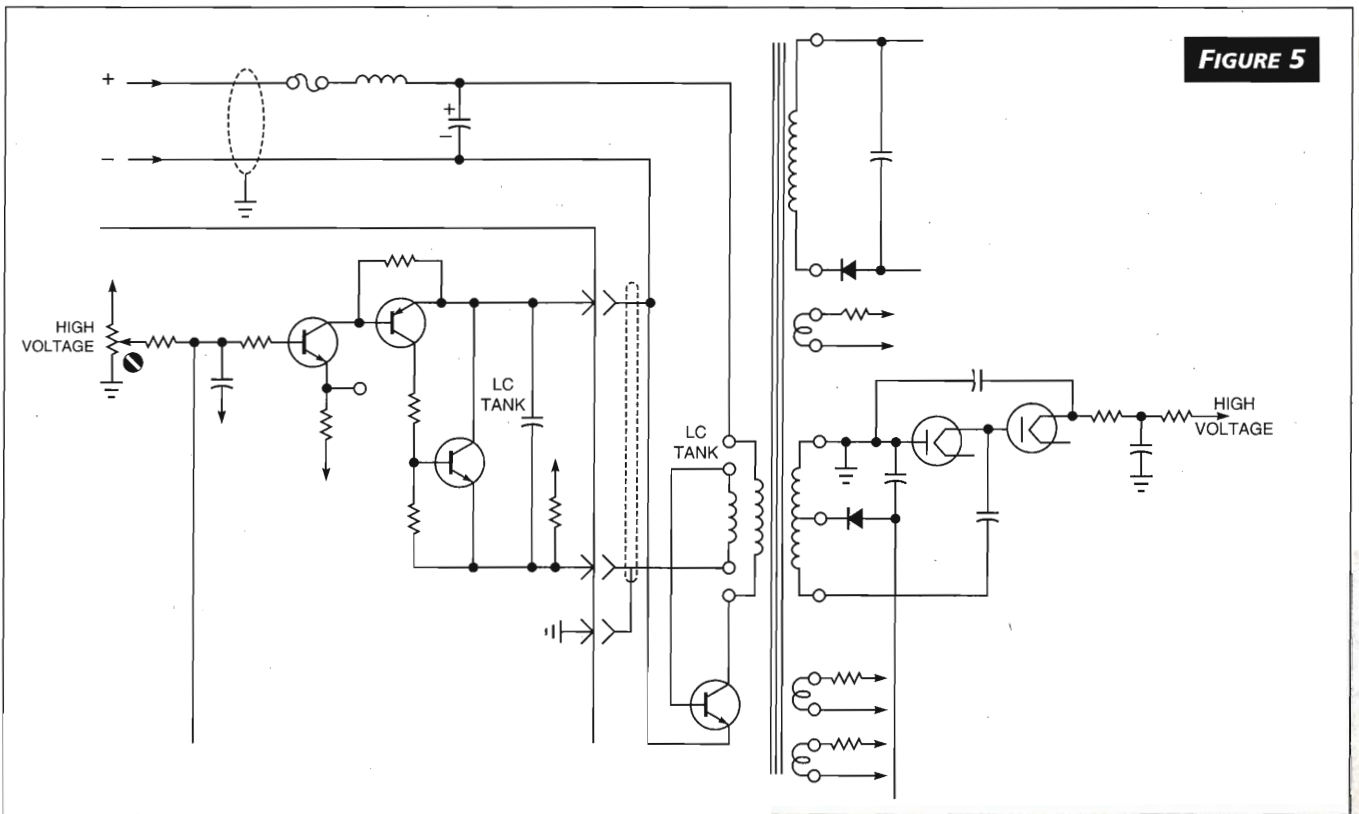 FIGURE 5
+
−
+
−
HIGH
VOLTAGE
LC
TANK
LC
TANK
HIGH
VOLTAGE